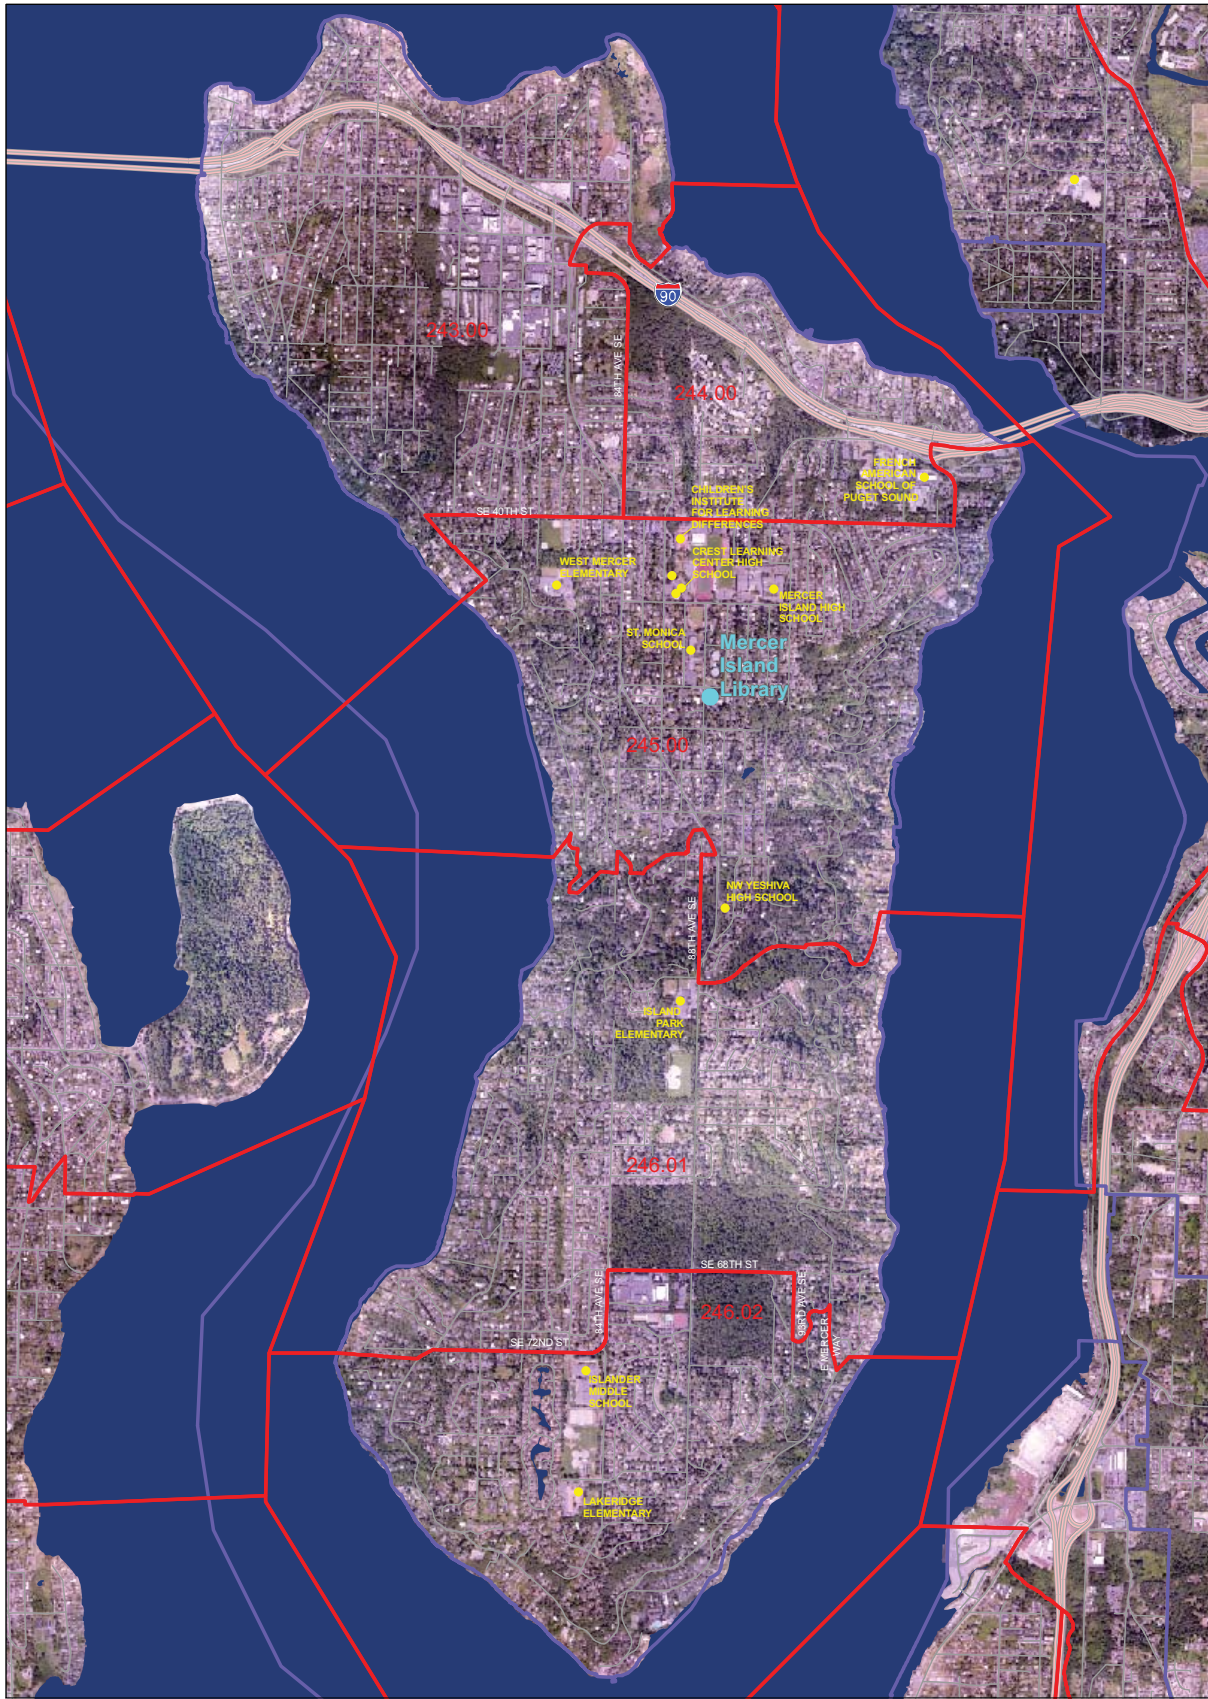 90
243.00
84TH AVE SE
244.00
FRENCH
AMERICAN
SCHOOL OF
PUGET SOUND
CHILDREN'S
INSTITUTE
FOR LEARNING
DIFFERENCES
SE 40TH ST
WEST MERCER
ELEMENTARY
CREST LEARNING
CENTER HIGH
SCHOOL
MERCER
ISLAND HIGH
SCHOOL
ST. MONICA
SCHOOL
Mercer
Island
Library
245.00
NW YESHIVA
HIGH SCHOOL
88TH AVE SE
ISLAND
PARK
ELEMENTARY
246.01
SE 68TH ST
84TH AVE SE
93RD AVE SE
246.02
E MERCER
WAY
SE 72ND ST
ISLANDER
MIDDLE
SCHOOL
LAKERIDGE
ELEMENTARY